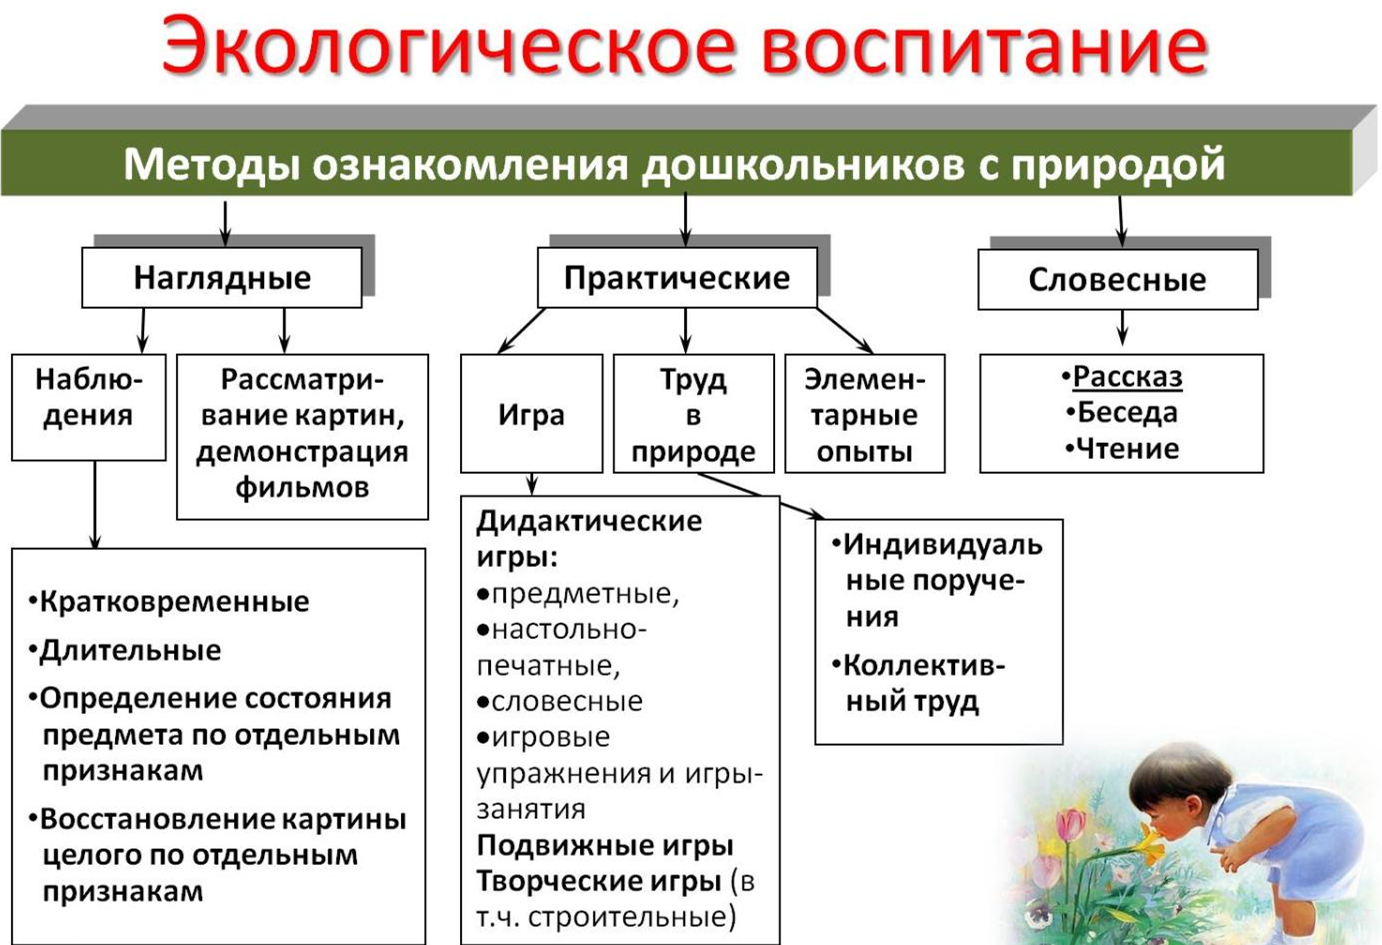 Экологическое воспитание
Методы ознакомления дошкольников с природой
Наглядные
Практические
Словесные
Наблю-
дения
Рассматри-
вание картин,
демонстрация
фильмов
Игра
Труд
в
природе
Элемен-
тарные
опыты
•Рассказ
•Беседа
•Чтение
•Кратковременные
•Длительные
•Определение состояния
предмета по отдельным
признакам
•Восстановление картины
целого по отдельным
признакам
Дидактические
игры:
•предметные,
•настольно-
печатные,
•словесные
•игровые
упражнения и игры-
занятия
Подвижные игры
Творческие игры (в
т.ч. строительные)
•Индивидуаль
ные поруче-
ния
•Коллектив-
ный труд